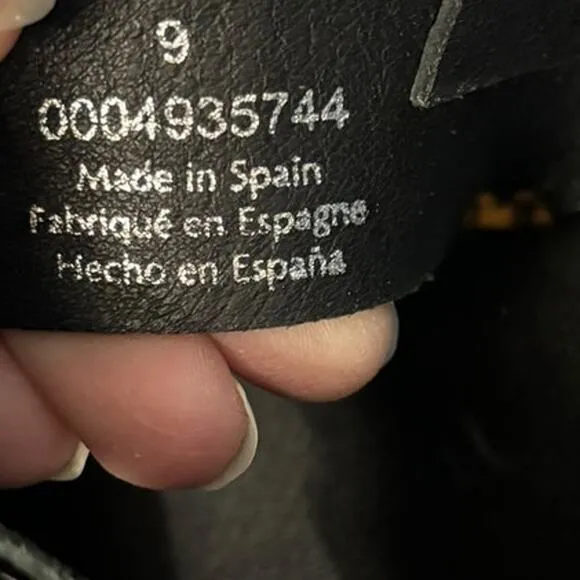 9
0004935744
Made in Spain
Fabriqué en Espagne
Hecho en España